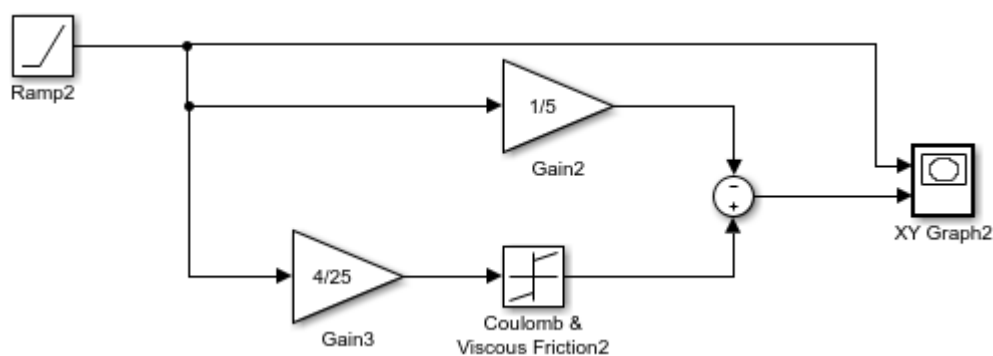 Ramp2
1/5
Gain2
−
+
XY Graph2
4/25
Gain3
Coulomb &
Viscous Friction2